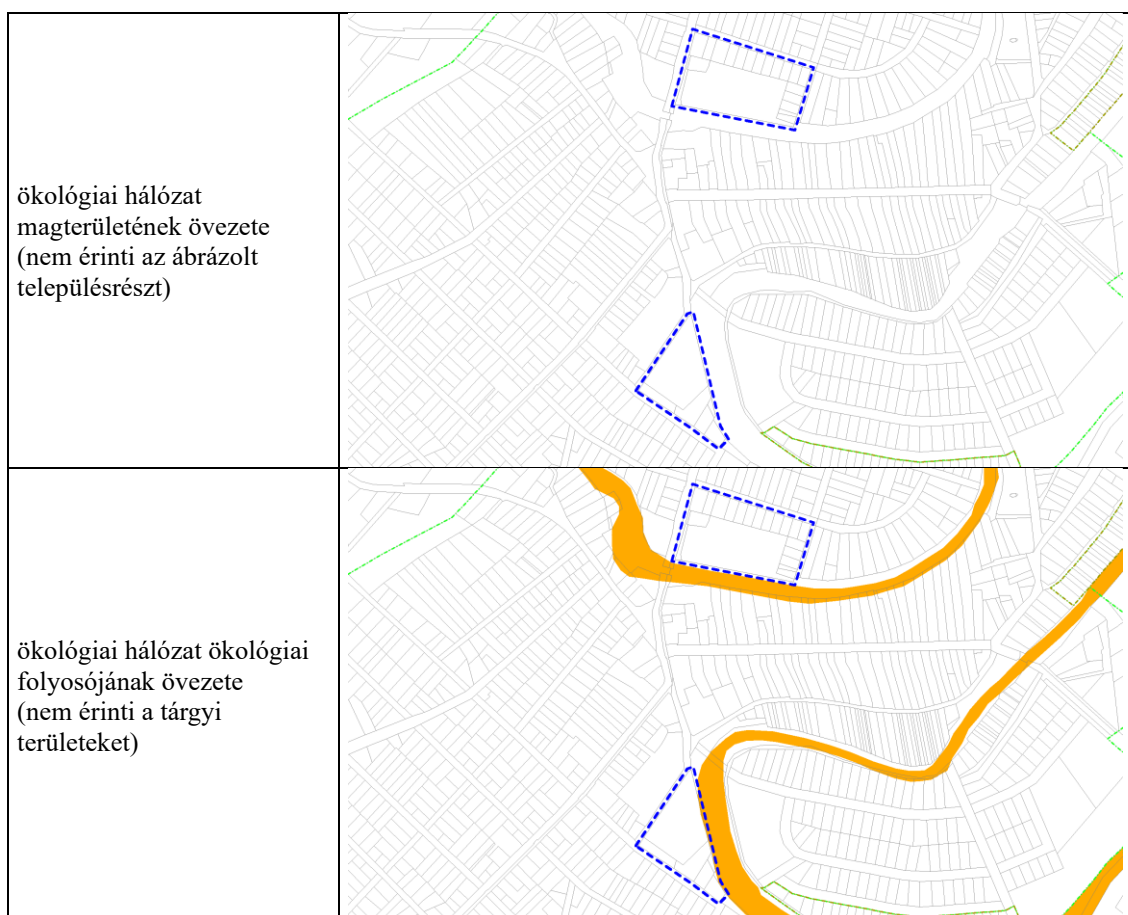 ökológiai hálózat
magterületének övezete
(nem érinti az ábrázolt
településrészt)
ökológiai hálózat ökológiai
folyosójának övezete
(nem érinti a tárgyi
területeket)